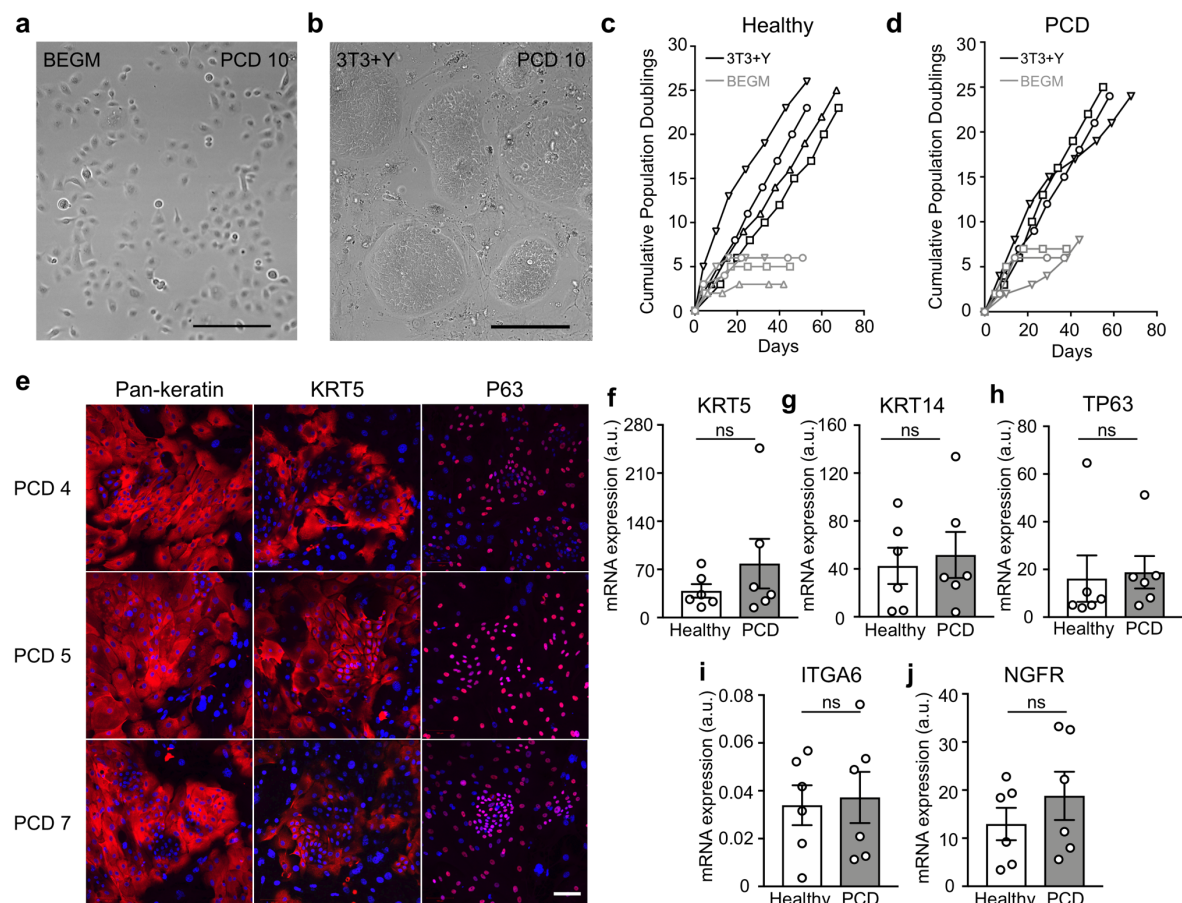 a
BEGM
PCD 10
b
3T3+Y
PCD 10
c
Healthy
Cumulative Population Doublings
30
25
20
15
10
5
0
3T3+Y
BEGM
0 20 40 60 80
Days
d
PCD
Cumulative Population Doublings
30
25
20
15
10
5
0
3T3+Y
BEGM
0 20 40 60 80
Days
e
Pan-keratin KRT5 P63
PCD 4
PCD 5
PCD 7
f
KRT5
mRNA expression (a.u.)
280
210
140
70
0
ns
Healthy PCD
g
KRT14
mRNA expression (a.u.)
160
120
80
40
0
ns
Healthy PCD
h
TP63
mRNA expression (a.u.)
80
60
40
20
0
ns
Healthy PCD
i
ITGA6
mRNA expression (a.u.)
0.08
0.06
0.04
0.02
0
ns
Healthy PCD
j
NGFR
mRNA expression (a.u.)
40
30
20
10
0
ns
Healthy PCD